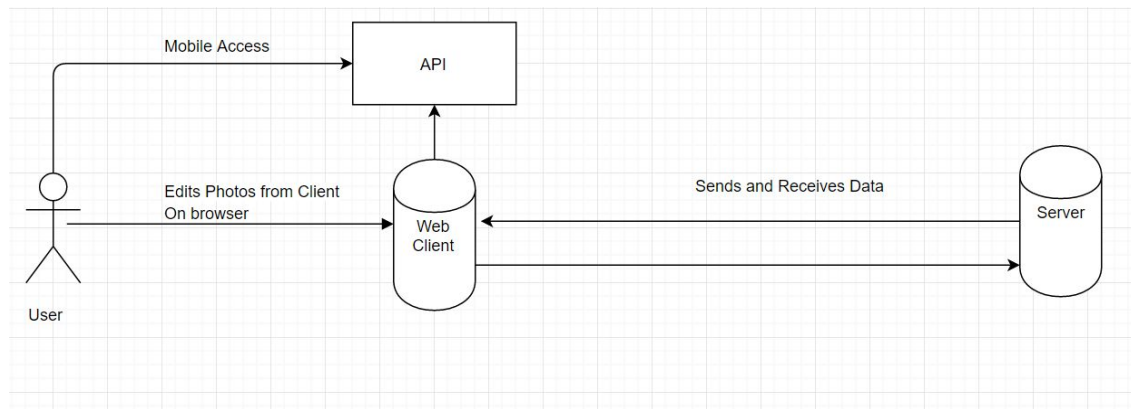 Mobile Access
API
Edits Photos from Client
On browser
Web
Client
Sends and Receives Data
Server
User